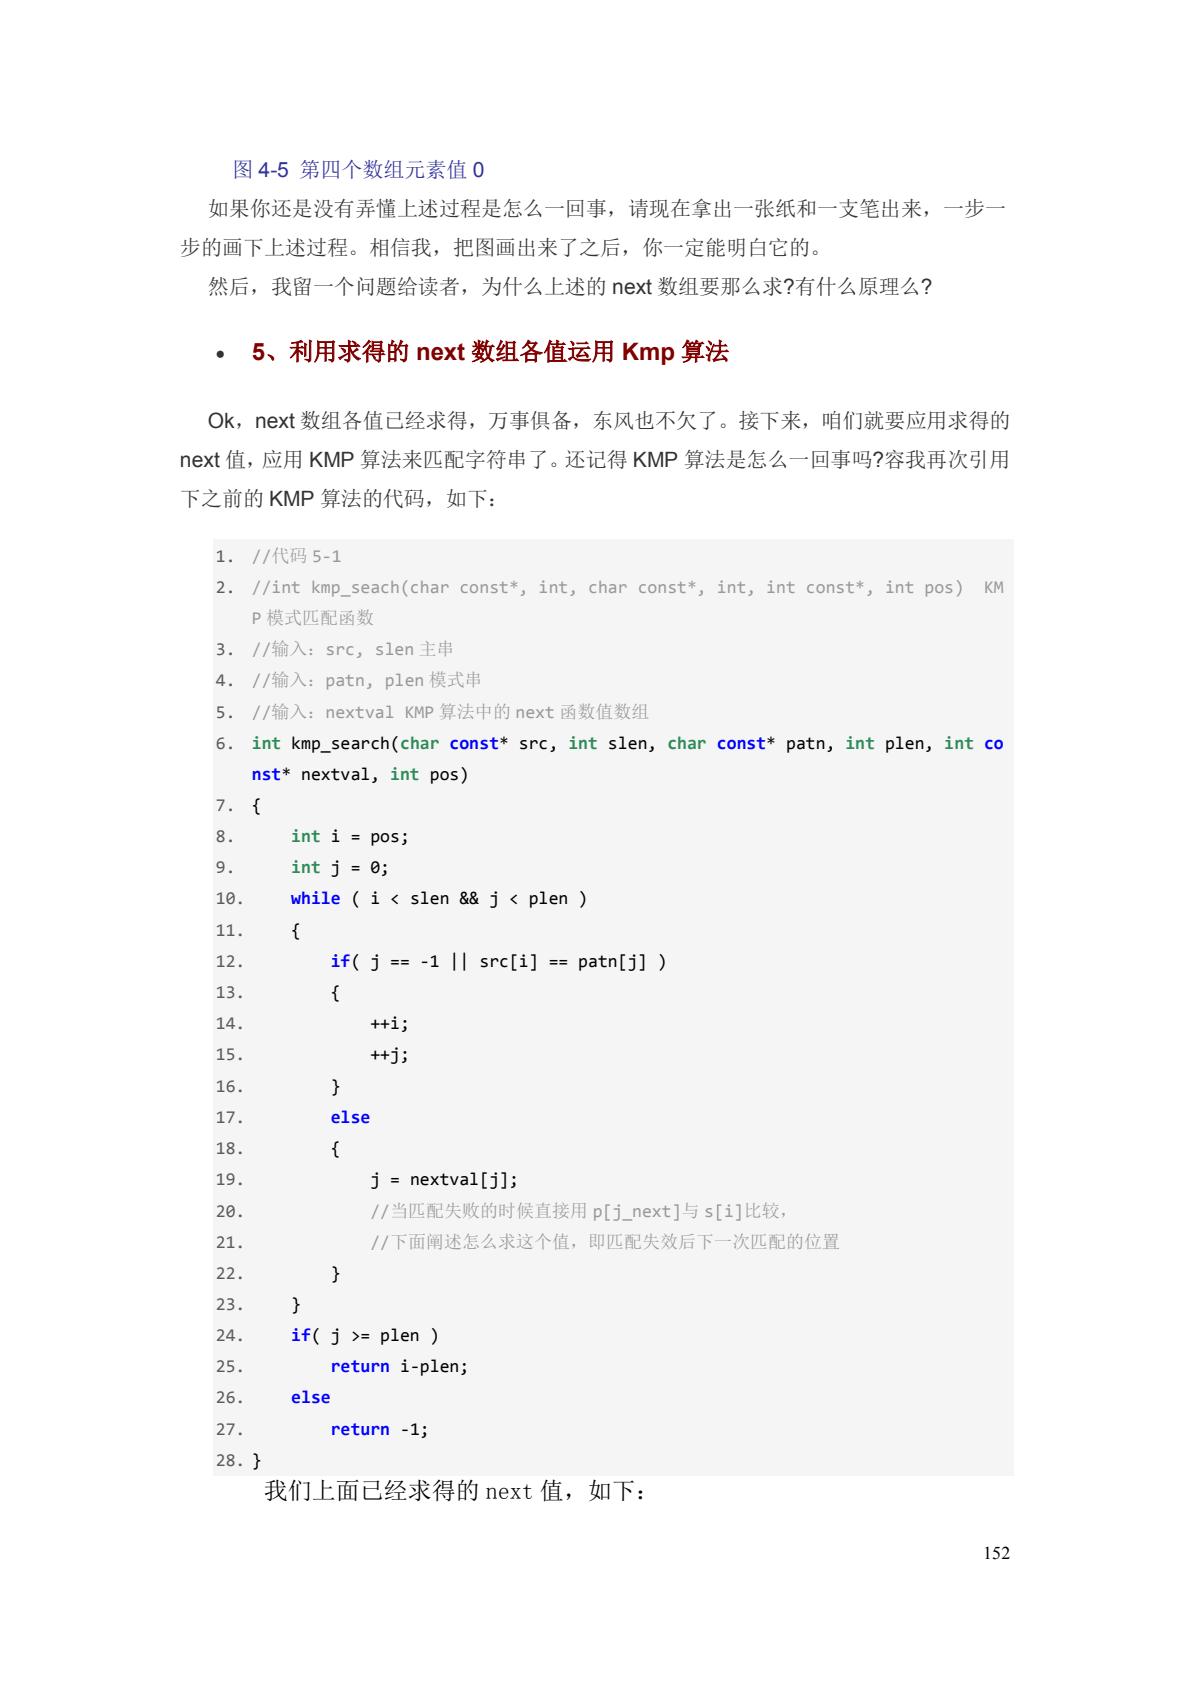 图 4-5 第四个数组元素值 0
如果你还是没有弄懂上述过程是怎么一回事，请现在拿出一张纸和一支笔出来，一步一
步的画下上述过程。相信我，把图画出来了之后，你一定能明白它的。
然后，我留一个问题给读者，为什么上述的 next 数组要那么求?有什么原理么?
• 5、利用求得的 next 数组各值运用 Kmp 算法
Ok，next 数组各值已经求得，万事俱备，东风也不欠了。接下来，咱们就要应用求得的
next 值，应用 KMP 算法来匹配字符串了。还记得 KMP 算法是怎么一回事吗?容我再次引用
下之前的 KMP 算法的代码，如下：
1. //代码 5-1
2. //int kmp_seach(char const*, int, char const*, int, int const*, int pos)  KM
P 模式匹配函数
3. //输入：src, slen 主串
4. //输入：patn, plen 模式串
5. //输入：nextval KMP 算法中的 next 函数值数组
6. int kmp_search(char const* src, int slen, char const* patn, int plen, int co
nst* nextval, int pos)
7. {
8.     int i = pos;
9.     int j = 0;
10.     while ( i < slen && j < plen )
11.     {
12.         if( j == -1 || src[i] == patn[j] )
13.         {
14.             ++i;
15.             ++j;
16.         }
17.         else
18.         {
19.             j = nextval[j];
20.             //当匹配失败的时候直接用 p[j_next]与 s[i]比较，
21.             //下面阐述怎么求这个值，即匹配失效后下一次匹配的位置
22.         }
23.     }
24.     if( j >= plen )
25.         return i-plen;
26.     else
27.         return -1;
28. }
我们上面已经求得的 next 值，如下：
152